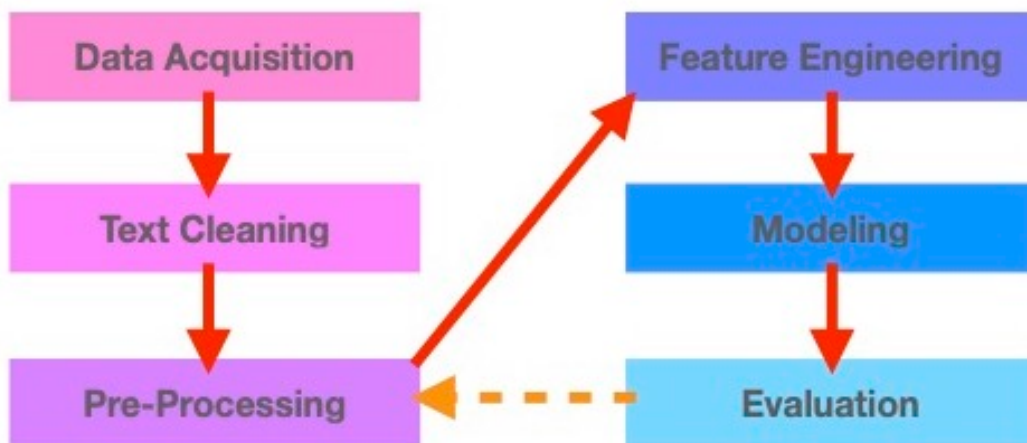 Data Acquisition
Text Cleaning
Pre-Processing
Feature Engineering
Modeling
Evaluation